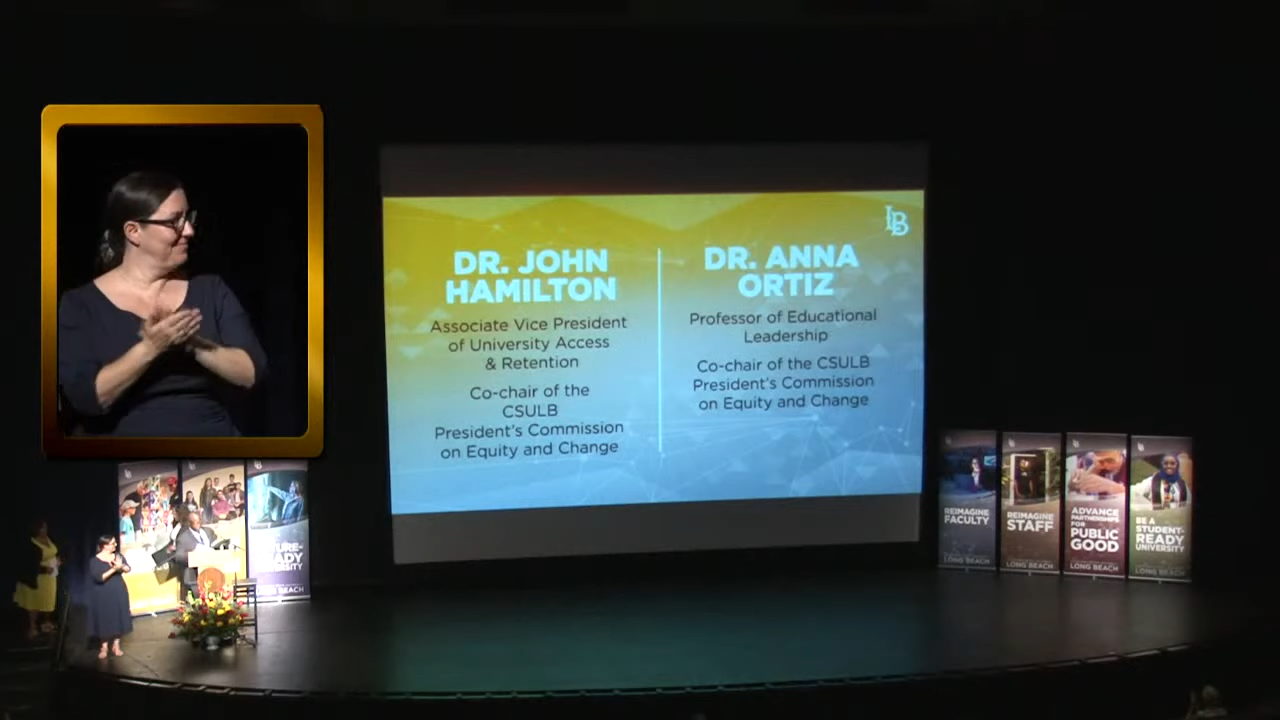 LB
DR. JOHN
HAMILTON
Associate Vice President
of University Access
& Retention
Co-chair of the
CSULB
President's Commission
on Equity and Change
DR. ANNA
ORTIZ
Professor of Educational
Leadership
Co-chair of the CSULB
President's Commission
on Equity and Change
REIMAGINE
FACULTY
LONG BEACH
REIMAGINE
STAFF
LONG BEACH
ADVANCE
PARTNERSHIPS
FOR
PUBLIC
GOOD
LONG BEACH
BE A
STUDENT-
READY
UNIVERSITY
LONG BEACH